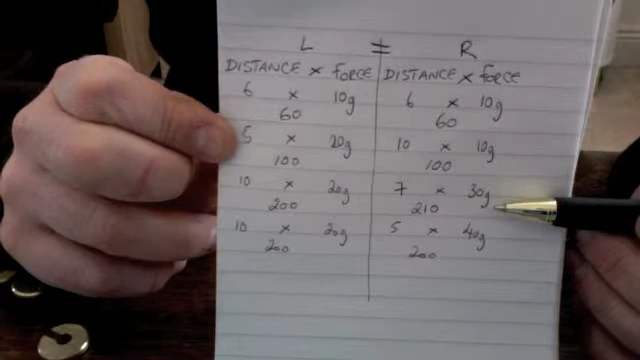 L = R
DISTANCE × FORCE DISTANCE × FORCE
6 × 10g 6 × 10g
60 60
5 × 20g 10 × 10g
100 100
10 × 20g 7 × 30g
200 210
10 × 20g 5 × 40g
200 200